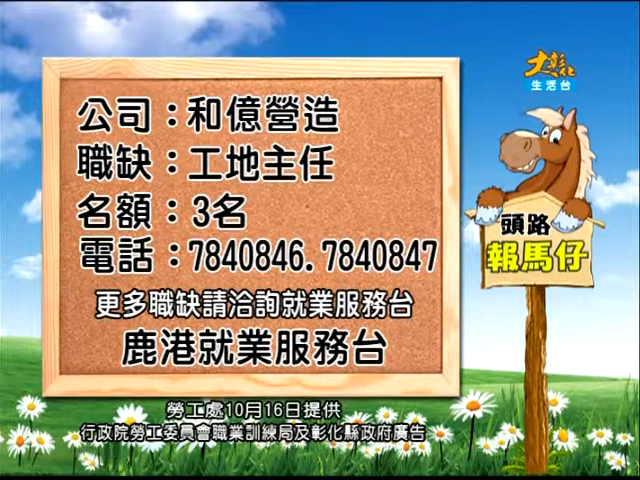 大彰化
生活台
公司：和億營造
職缺：工地主任
名額：3名
電話：7840846.7840847
更多職缺請洽詢就業服務台
鹿港就業服務台
頭路
報馬仔
勞工處10月16日提供
行政院勞工委員會職業訓練局及彰化縣政府廣告